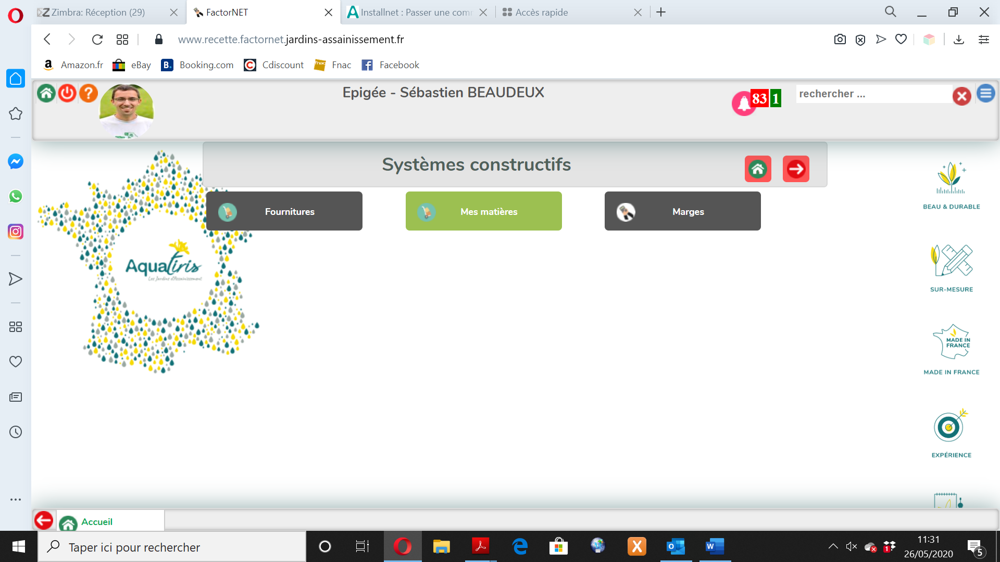 Zimbra: Réception (29)
FactorNET
Installnet : Passer une com
Accès rapide
www.recette.factornet.jardins-assainissement.fr
Amazon.fr
eBay
Booking.com
Cdiscount
Fnac
Facebook
Epigée - Sébastien BEAUDEUX
83 1
rechercher ...
Systèmes constructifs
Fournitures
Mes matières
Marges
Aquatiris
Les Jardins d'Assainissement
BEAU & DURABLE
SUR-MESURE
MADE IN
FRANCE
MADE IN FRANCE
EXPÉRIENCE
Accueil
Taper ici pour rechercher
11:31
26/05/2020
5
1